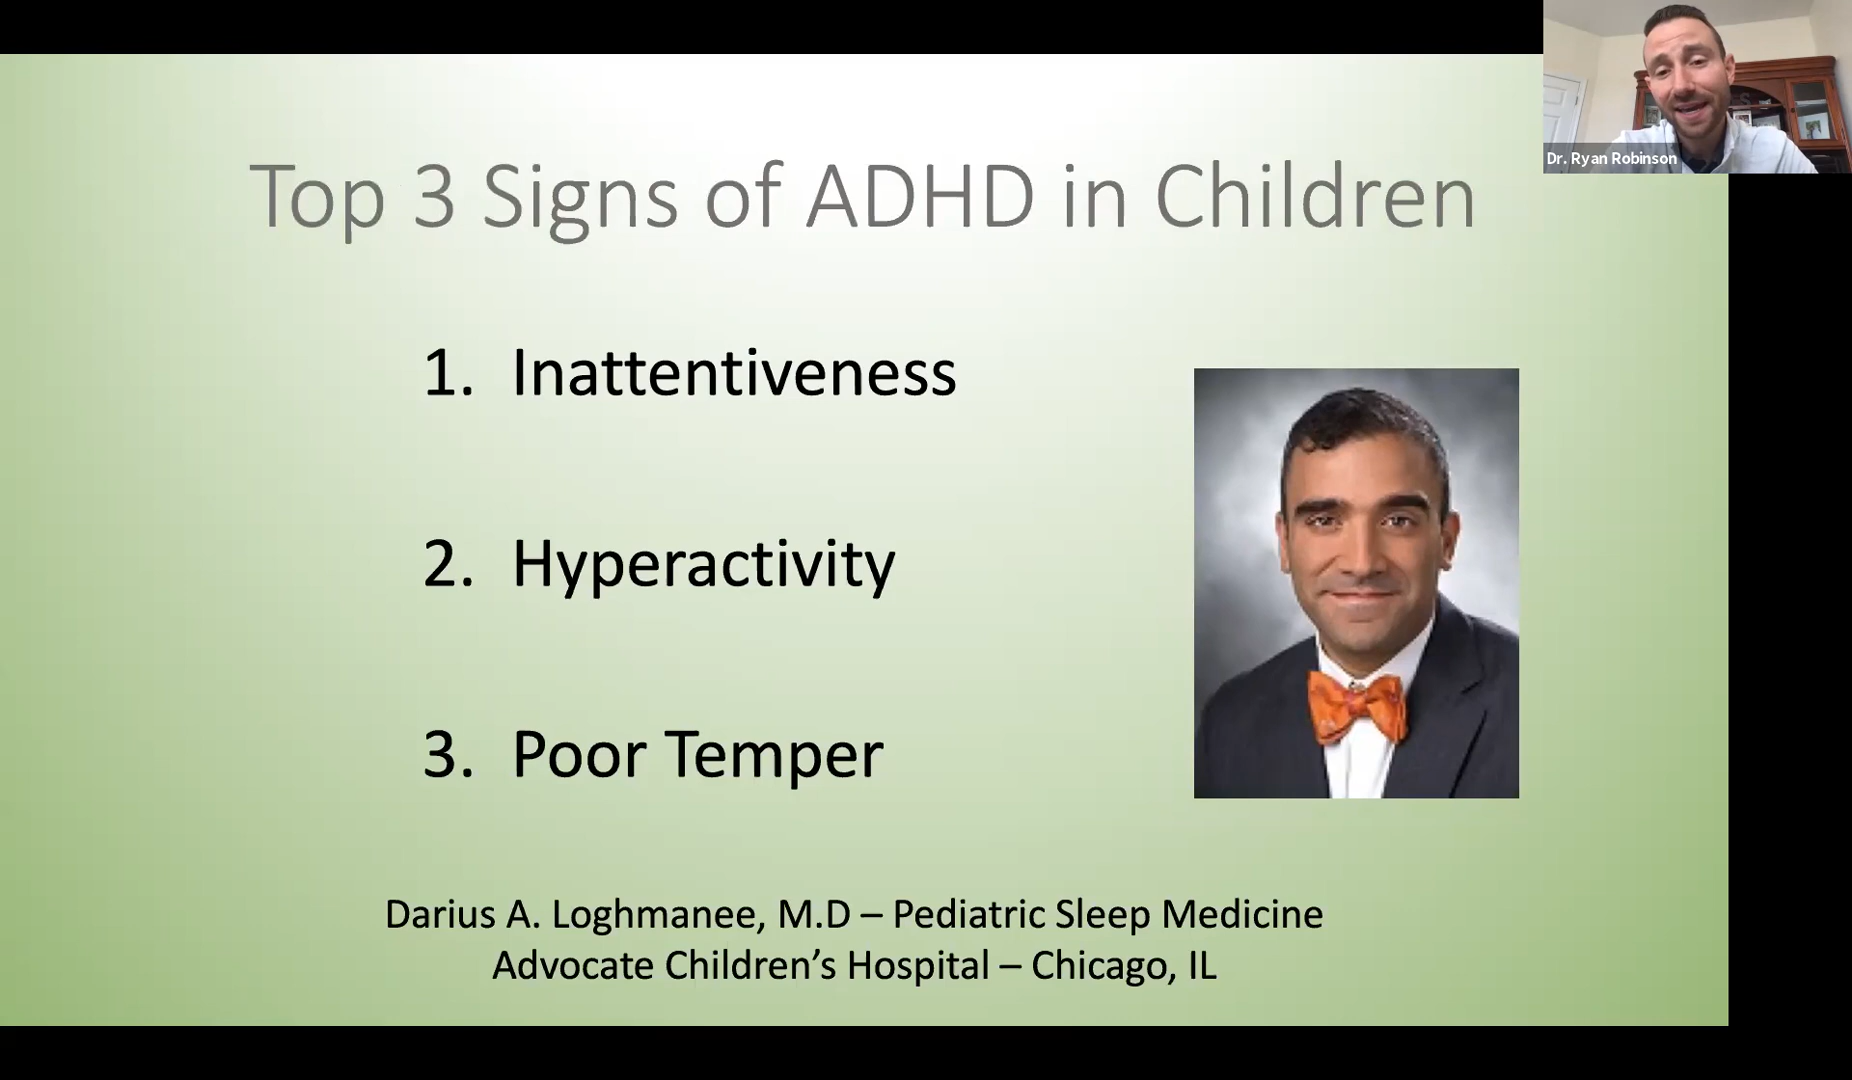 Top 3 Signs of ADHD in Children
1. Inattentiveness
2. Hyperactivity
3. Poor Temper
Darius A. Loghmanee, M.D – Pediatric Sleep Medicine
Advocate Children’s Hospital – Chicago, IL
Dr. Ryan Robinson